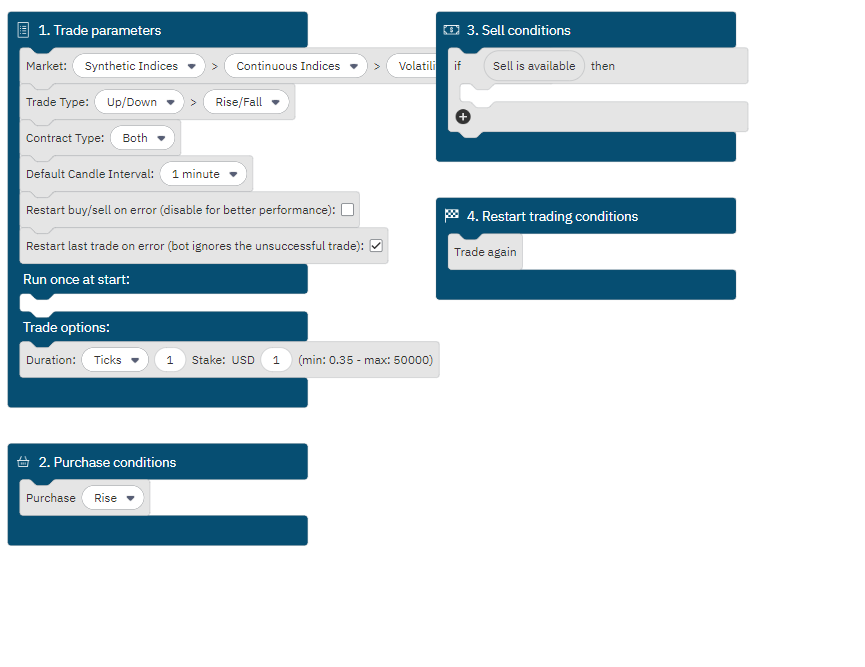 1. Trade parameters
Market: Synthetic Indices > Continuous Indices >
Trade Type: Up/Down > Rise/Fall
Contract Type: Both
Default Candle Interval: 1 minute
Restart buy/sell on error (disable for better performance):
Restart last trade on error (bot ignores the unsuccessful trade):
Run once at start:
Trade options:
Duration: Ticks 1 Stake: USD 1 (min: 0.35 - max: 50000)
2. Purchase conditions
Purchase Rise
3. Sell conditions
if Sell is available then
4. Restart trading conditions
Trade again